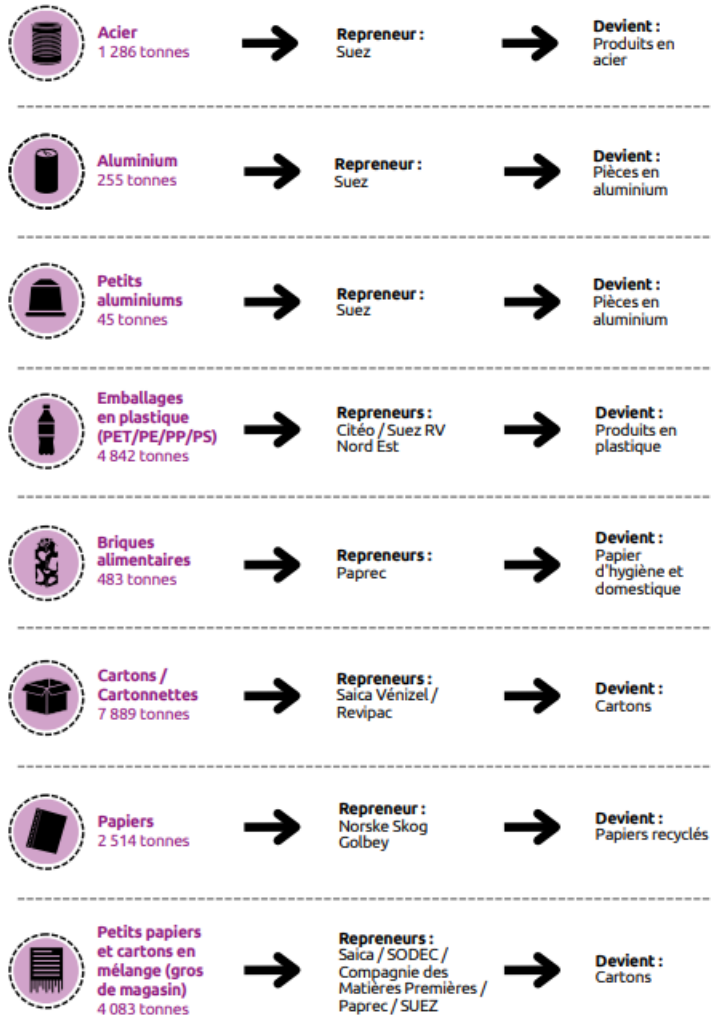 Acier
1 286 tonnes
Repreneur :
Suez
Devient :
Produits en
acier
Aluminium
255 tonnes
Repreneur :
Suez
Devient :
Pièces en
aluminium
Petits
aluminiums
45 tonnes
Repreneur :
Suez
Devient :
Pièces en
aluminium
Emballages
en plastique
(PET/PE/PP/PS)
4 842 tonnes
Repreneurs :
Citéo / Suez RV
Nord Est
Devient :
Produits en
plastique
Briques
alimentaires
483 tonnes
Repreneurs :
Paprec
Devient :
Papier
d'hygiène et
domestique
Cartons /
Cartonnettes
7 889 tonnes
Repreneurs :
Saica Vénizel /
Revipac
Devient :
Cartons
Papiers
2 514 tonnes
Repreneur :
Norske Skog
Golbey
Devient :
Papiers recyclés
Petits papiers
et cartons en
mélange (gros
de magasin)
4 083 tonnes
Repreneurs :
Saica / SODEC /
Compagnie des
Matières Premières /
Paprec / SUEZ
Devient :
Cartons